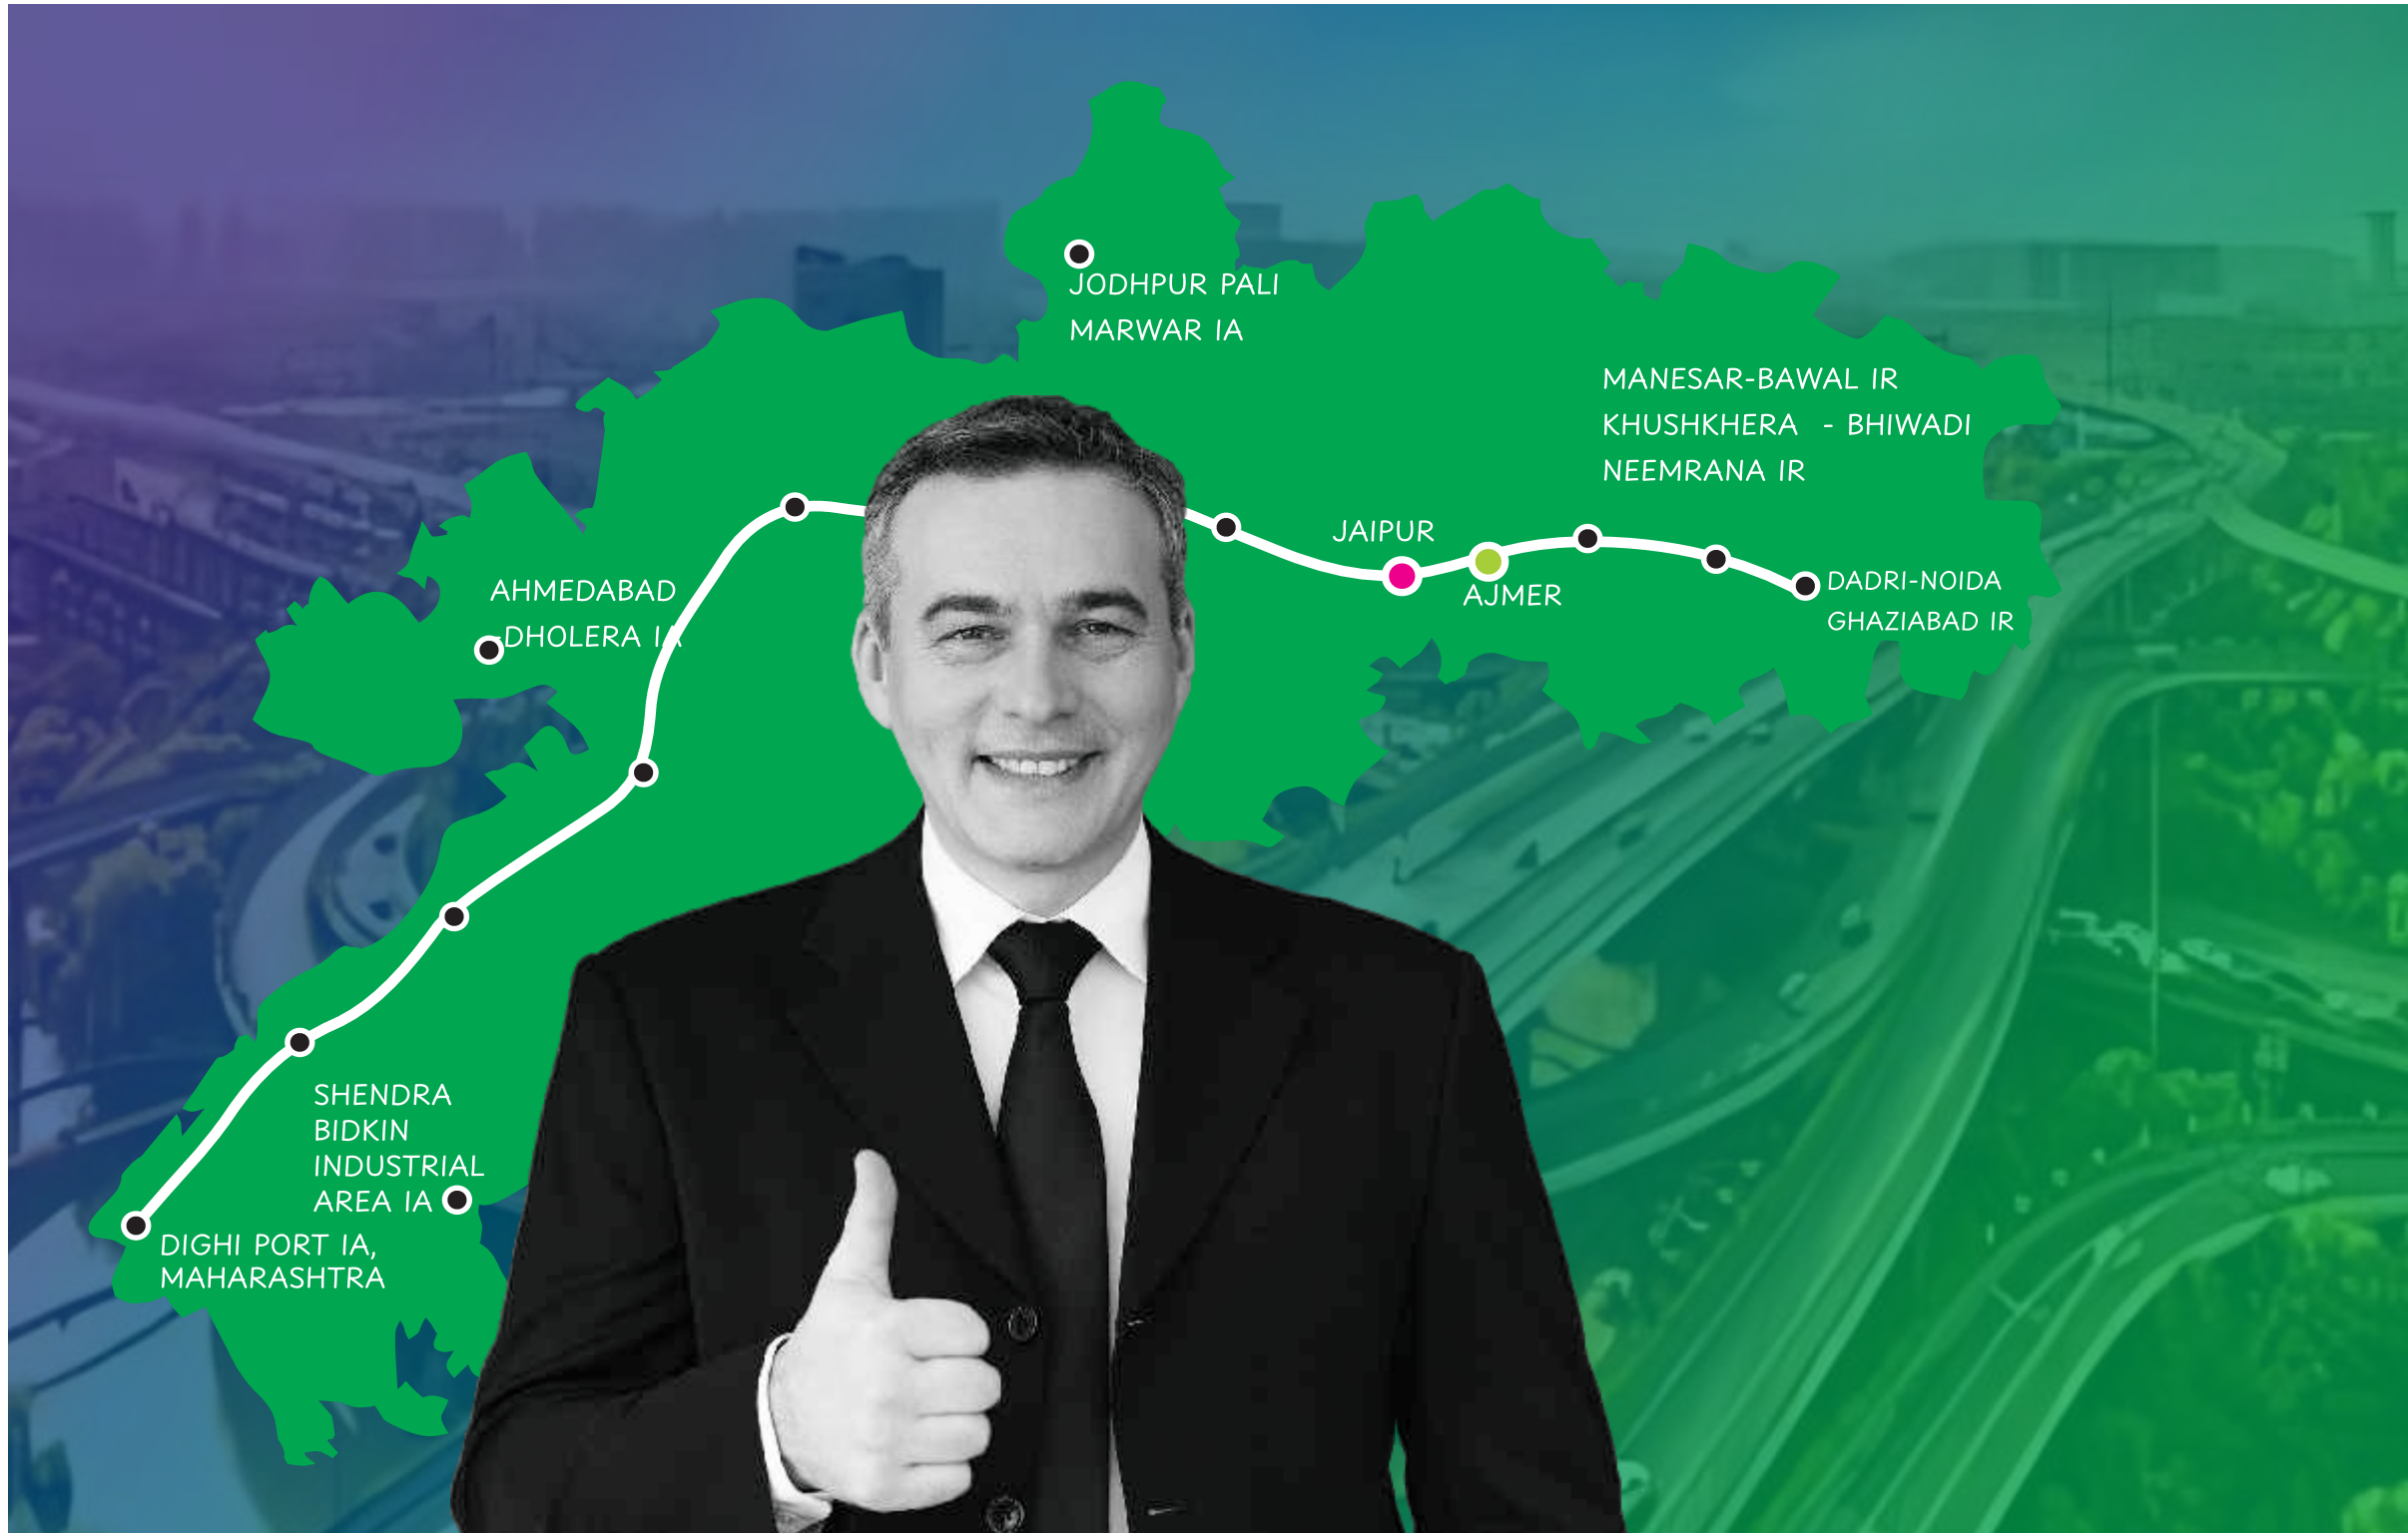 JODHPUR PALI
MARWAR IA
MANESAR-BAWAL IR
KHUSHKHERA - BHIWADI
NEEMRANA IR
JAIPUR
AJMER
DADRI-NOIDA
GHAZIABAD IR
AHMEDABAD
-DHOLERA IA
SHENDRA
BIDKIN
INDUSTRIAL
AREA IA
DIGHI PORT IA,
MAHARASHTRA